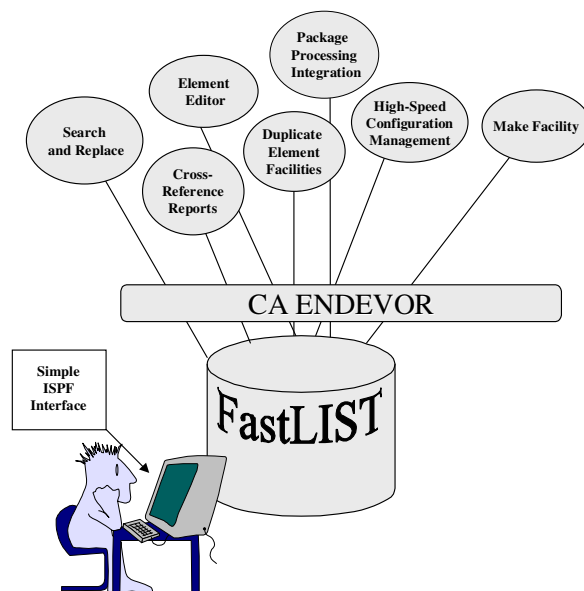 Package
Processing
Integration
Element
Editor
High-Speed
Configuration
Management
Search
and Replace
Duplicate
Element
Facilities
Make Facility
Cross-
Reference
Reports
CA ENDEVOR
Simple
ISPF
Interface
FastLIST